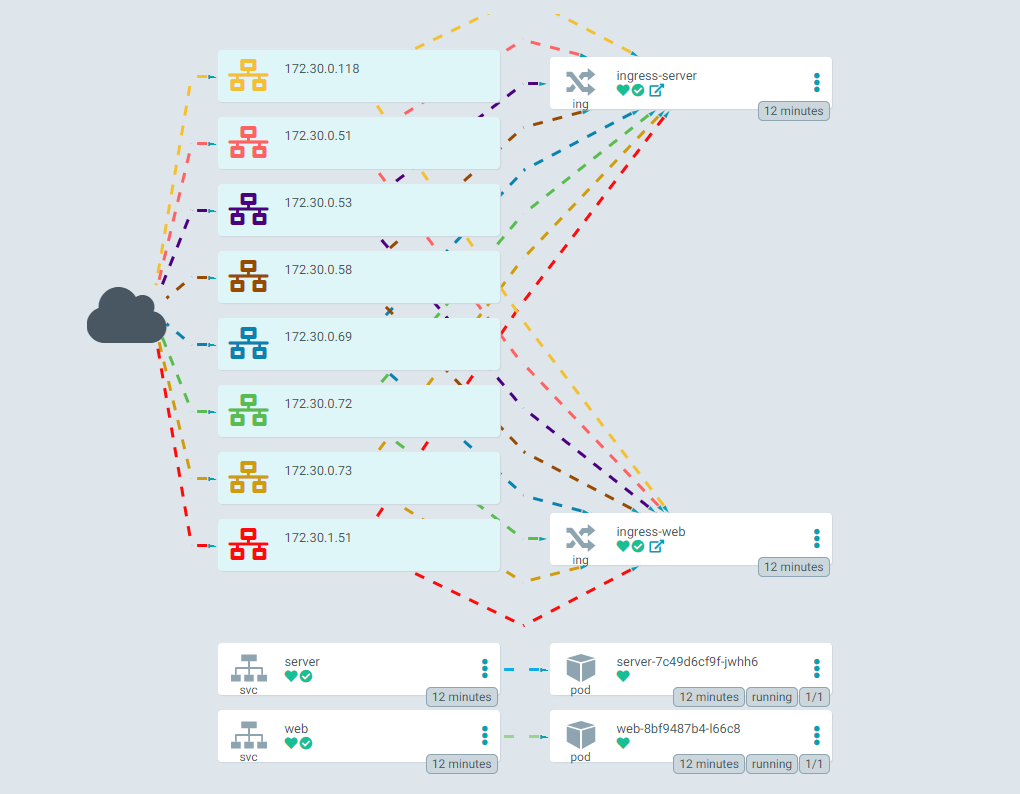 172.30.0.118
172.30.0.51
172.30.0.53
172.30.0.58
172.30.0.69
172.30.0.72
172.30.0.73
172.30.1.51
ingress-server
ing
12 minutes
ingress-web
ing
12 minutes
server
svc
12 minutes
server-7c49d6cf9f-jwhh6
pod
12 minutes running 1/1
web
svc
12 minutes
web-8bf9487b4-l66c8
pod
12 minutes running 1/1